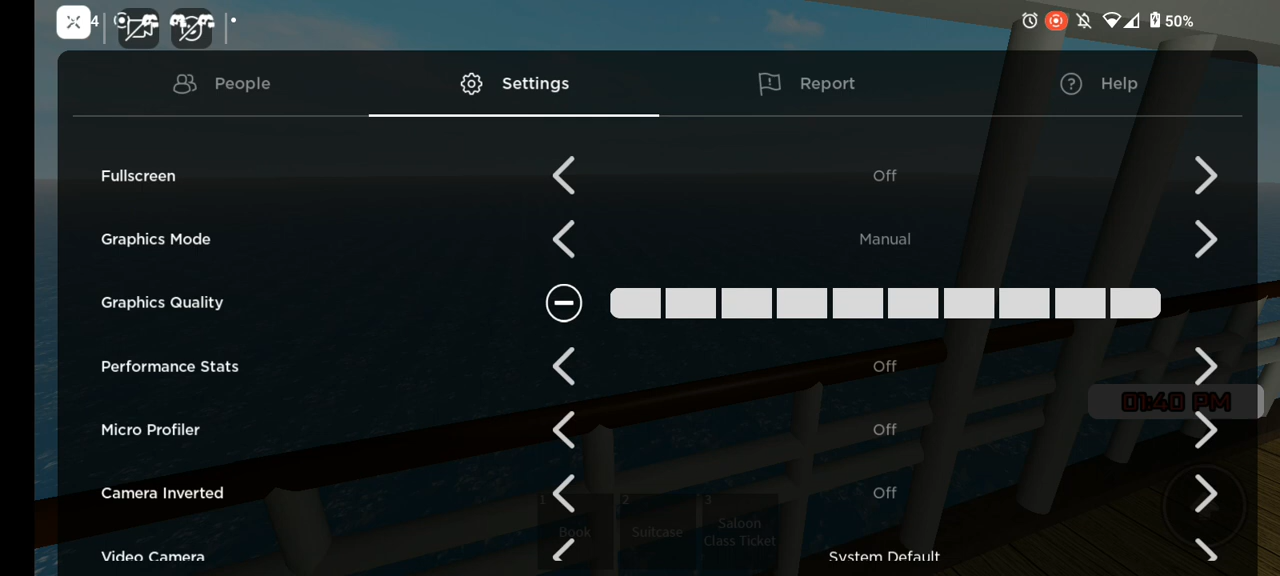 4
50%
People
Settings
Report
Help
Fullscreen
Off
Graphics Mode
Manual
Graphics Quality
Performance Stats
Off
01:40 PM
Micro Profiler
Off
Camera Inverted
Off
1
2
3
Book
Suitcase
Saloon
Class Ticket
Video Camera
System Default